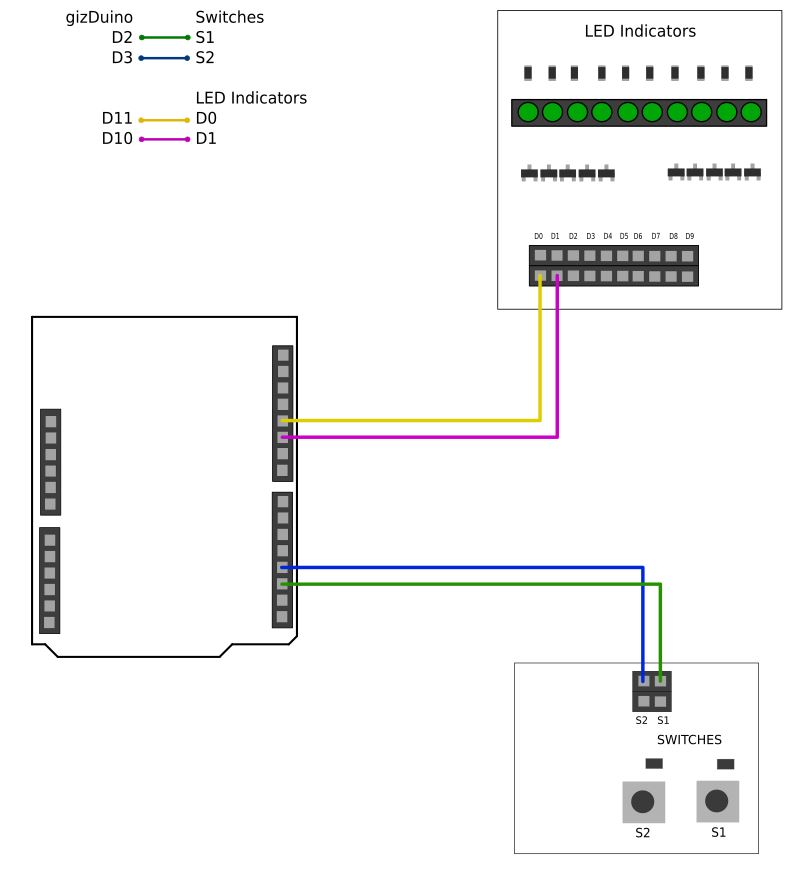 gizDuino Switches
D2 S1
D3 S2
LED Indicators
D11 D0
D10 D1
LED Indicators
D0 D1 D2 D3 D4 D5 D6 D7 D8 D9
S2 S1
SWITCHES
S2 S1